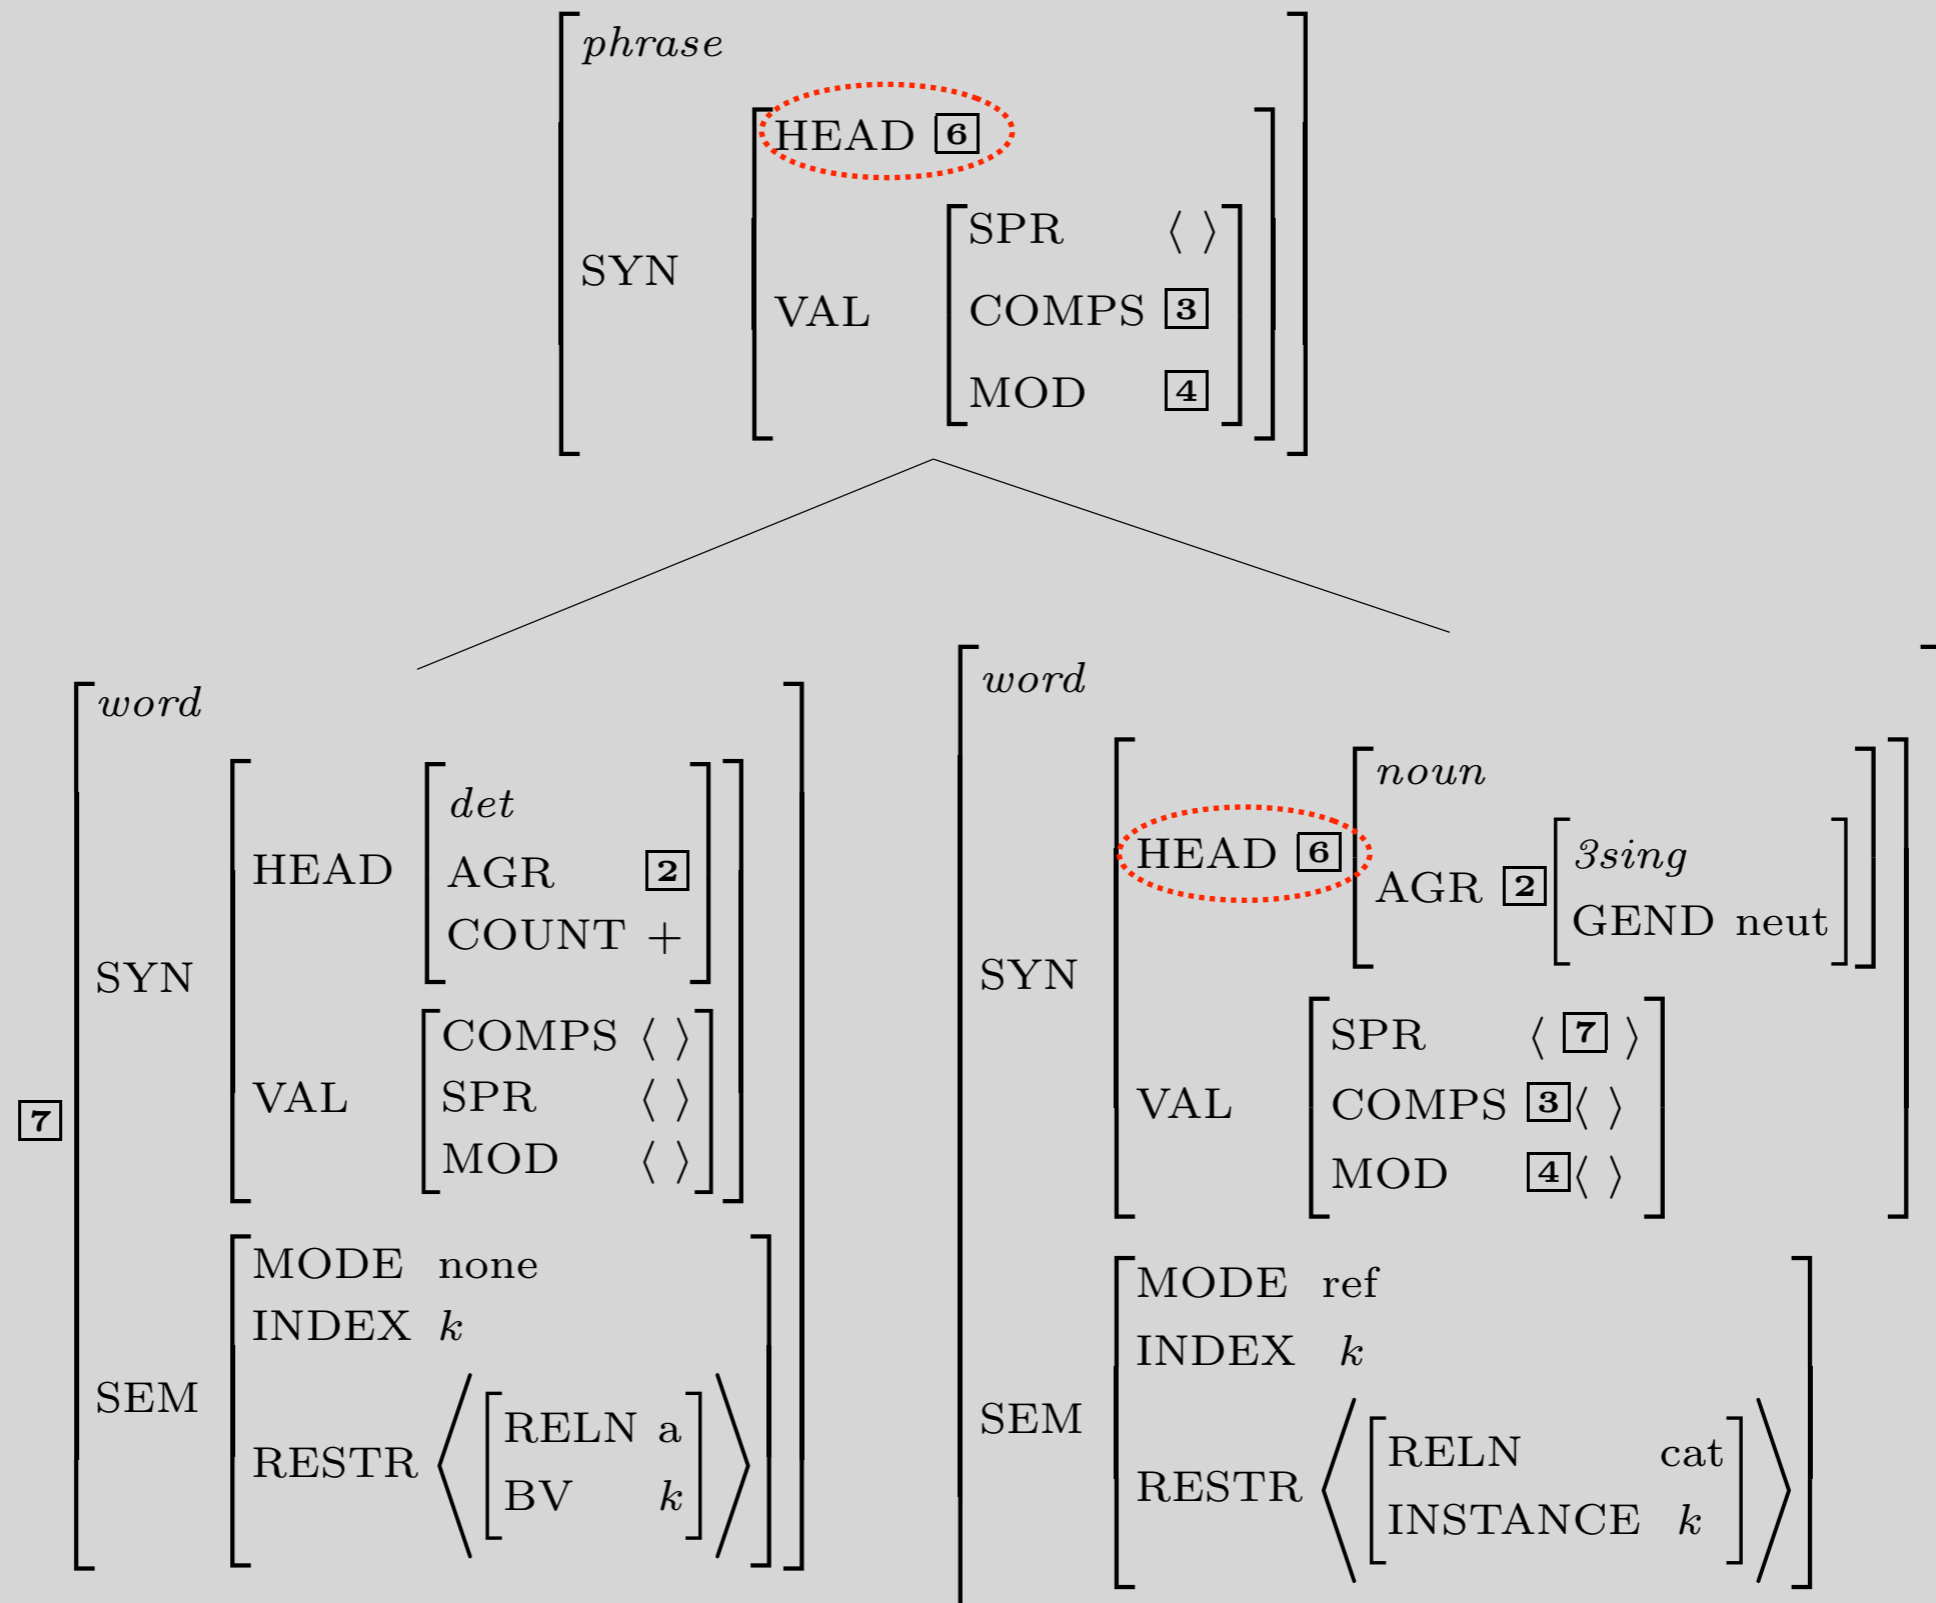 phrase
HEAD 6
SPR ⟨ ⟩
SYN
VAL
COMPS 3
MOD 4
7
word
det
HEAD
AGR 2
COUNT +
SYN
COMPS ⟨ ⟩
VAL
SPR ⟨ ⟩
MOD ⟨ ⟩
MODE none
INDEX k
SEM
RELN a
RESTR
BV k
word
noun
HEAD 6
3sing
AGR 2
GEND neut
SYN
SPR ⟨ 7 ⟩
VAL
COMPS 3⟨ ⟩
MOD 4⟨ ⟩
MODE ref
INDEX k
SEM
RELN cat
RESTR
INSTANCE k